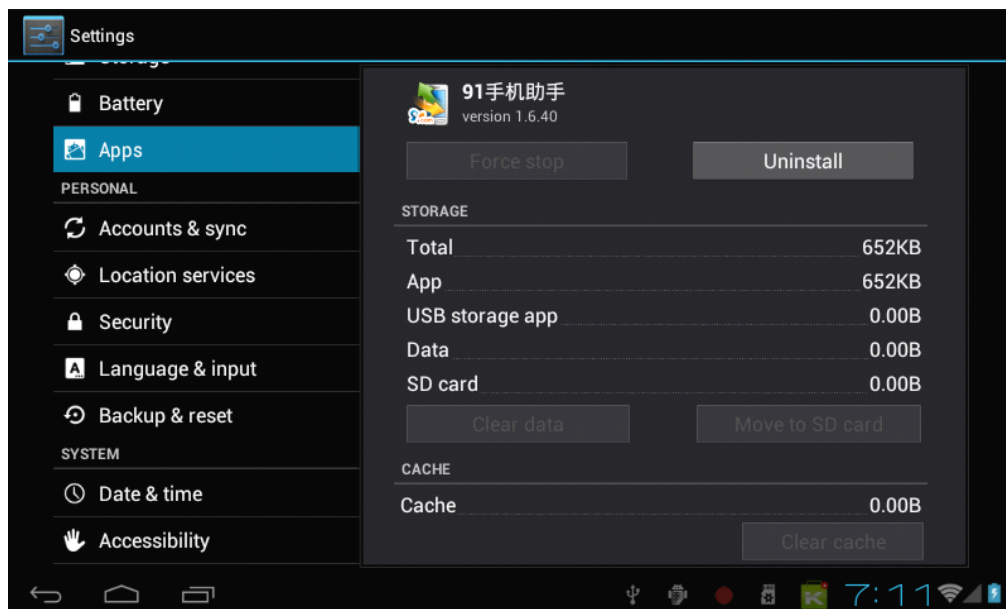 Settings
Battery
Apps
PERSONAL
Accounts & sync
Location services
Security
Language & input
Backup & reset
SYSTEM
Date & time
Accessibility
91手机助手
version 1.6.40
Force stop
Uninstall
STORAGE
Total 652KB
App 652KB
USB storage app 0.00B
Data 0.00B
SD card 0.00B
Clear data
Move to SD card
CACHE
Cache 0.00B
Clear cache
7:11